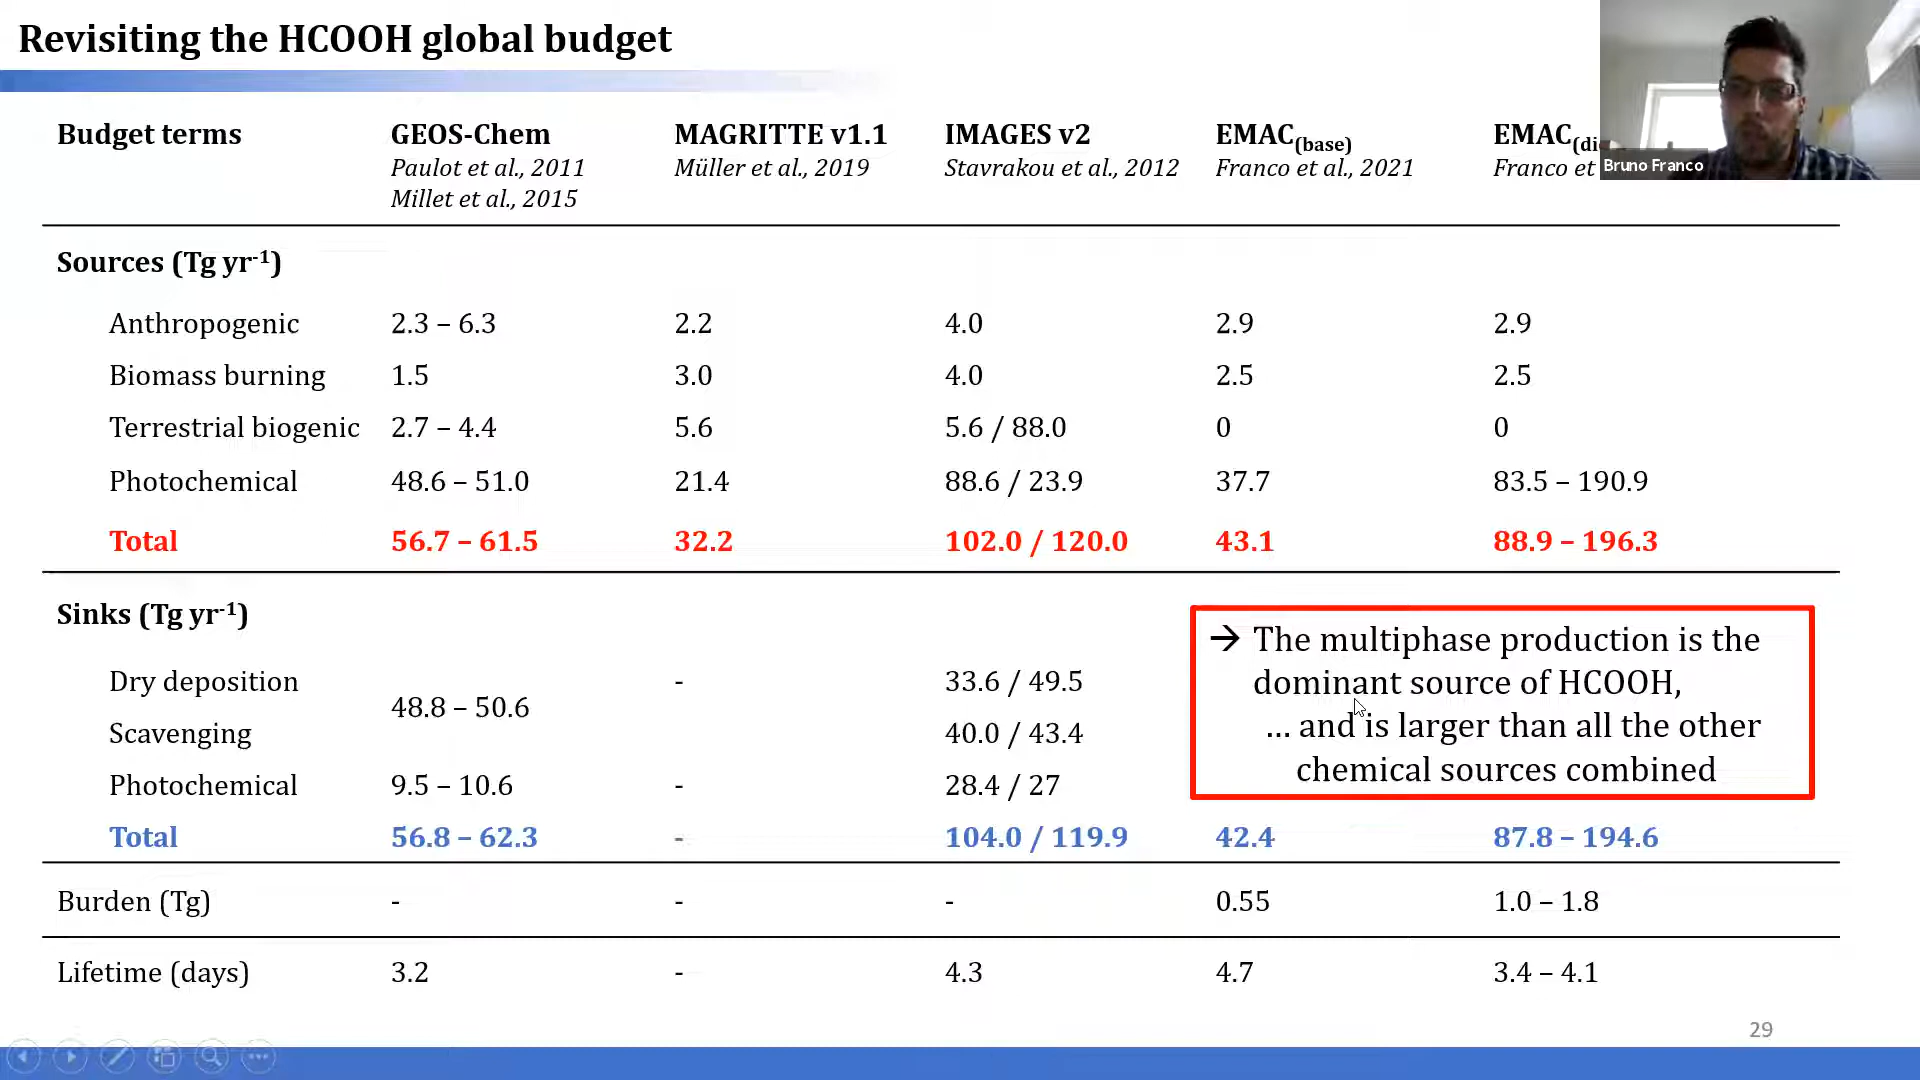 Revisiting the HCOOH global budget
Budget terms GEOS-Chem MAGRITTE v1.1 IMAGES v2 EMAC(base) EMAC(di
Paulot et al., 2011 Müller et al., 2019 Stavrakou et al., 2012 Franco et al., 2021 Franco et
Bruno Franco
Millet et al., 2015
Sources (Tg yr-1)
Anthropogenic 2.3 – 6.3 2.2 4.0 2.9 2.9
Biomass burning 1.5 3.0 4.0 2.5 2.5
Terrestrial biogenic 2.7 – 4.4 5.6 5.6 / 88.0 0 0
Photochemical 48.6 – 51.0 21.4 88.6 / 23.9 37.7 83.5 – 190.9
Total 56.7 – 61.5 32.2 102.0 / 120.0 43.1 88.9 – 196.3
Sinks (Tg yr-1)
Dry deposition - 33.6 / 49.5
48.8 – 50.6
Scavenging 40.0 / 43.4
Photochemical 9.5 – 10.6 - 28.4 / 27
→ The multiphase production is the
dominant source of HCOOH,
... and is larger than all the other
chemical sources combined
Total 56.8 – 62.3 - 104.0 / 119.9 42.4 87.8 – 194.6
Burden (Tg) - - - 0.55 1.0 – 1.8
Lifetime (days) 3.2 - 4.3 4.7 3.4 – 4.1
29